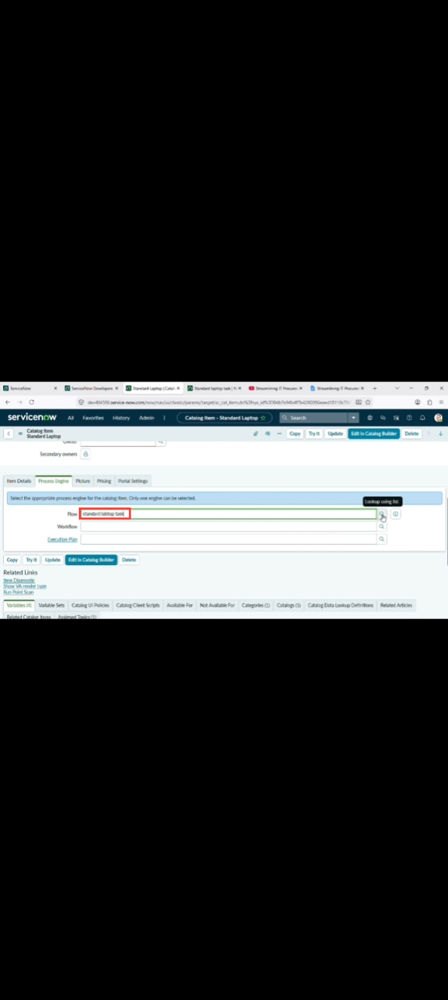 ServiceNow
ServiceNow Developers
Standard Laptop | Catal
Standard laptop task |
Streamlining IT Procurem
Streamlining IT Procurem
servicenow All Favorites History Admin Catalog Item - Standard Laptop Search
Catalog Item
Standard Laptop
Copy Try It Update Edit in Catalog Builder Delete
Owner
Secondary owners
Item Details Process Engine Picture Pricing Portal Settings
Select the appropriate process engine for the catalog item. Only one engine can be selected.
Lookup using list
Flow standard labtop task
Workflow
Execution Plan
Copy Try It Update Edit in Catalog Builder Delete
Related Links
Item Diagnostic
Show VA render type
Run Point Scan
Variables (4) Variable Sets Catalog UI Policies Catalog Client Scripts Available For Not Available For Categories (1) Catalogs (1) Catalog Data Lookup Definitions Related Articles
Related Catalog Items Assigned Topics (1)